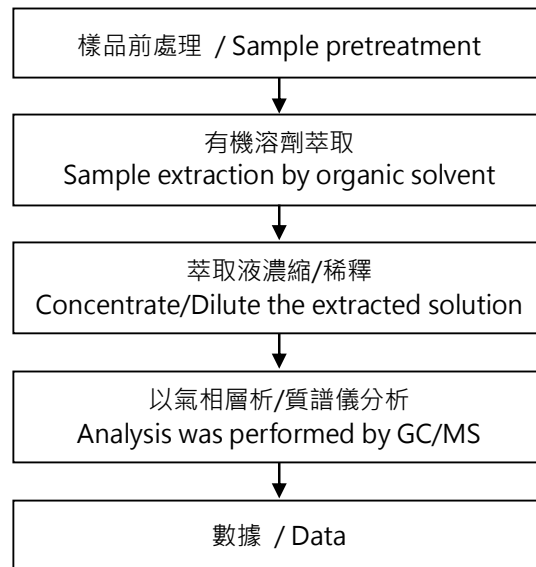 樣品前處理 / Sample pretreatment
有機溶劑萃取
Sample extraction by organic solvent
萃取液濃縮/稀釋
Concentrate/Dilute the extracted solution
以氣相層析/質譜儀分析
Analysis was performed by GC/MS
數據 / Data